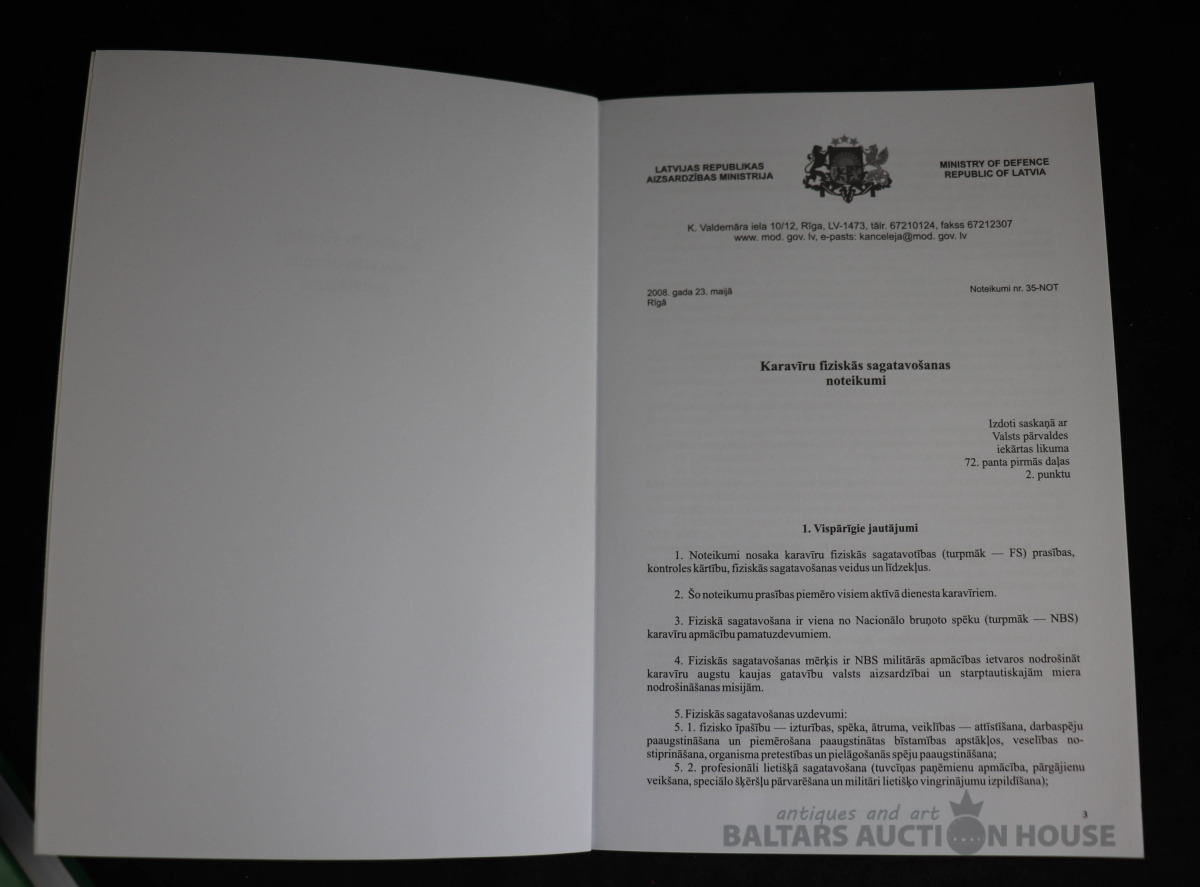 LATVIJAS REPUBLIKAS
AIZSARDZĪBAS MINISTRIJA
MINISTRY OF DEFENCE
REPUBLIC OF LATVIA
K. Valdemāra iela 10/12, Rīga, LV-1473, tālr. 67210124, fakss 67212307
www. mod. gov. lv, e-pasts: kanceleja@mod. gov. lv
2008. gada 23. maijā
Rīgā
Noteikumi nr. 35-NOT
Karavīru fiziskās sagatavošanas
noteikumi
Izdoti saskaņā ar
Valsts pārvaldes
iekārtas likuma
72. panta pirmās daļas
2. punktu
1. Vispārīgie jautājumi
1. Noteikumi nosaka karavīru fiziskās sagatavotības (turpmāk — FS) prasības,
kontroles kārtību, fiziskās sagatavošanas veidus un līdzekļus.
2. Šo noteikumu prasības piemēro visiem aktīvā dienesta karavīriem.
3. Fiziskā sagatavošana ir viena no Nacionālo bruņoto spēku (turpmāk — NBS)
karavīru apmācību pamatuzdevumiem.
4. Fiziskās sagatavošanas mērķis ir NBS militārās apmācības ietvaros nodrošināt
karavīru augstu kaujas gatavību valsts aizsardzībai un starptautiskajām miera
nodrošināšanas misijām.
5. Fiziskās sagatavošanas uzdevumi:
5. 1. fizisko īpašību — izturības, spēka, ātruma, veiklības — attīstīšana, darbaspēju
paaugstināšana un piemērošana paaugstinātas bīstamības apstākļos, veselības no-
stiprināšana, organisma pretestības un pielāgošanās spēju paaugstināšana;
5. 2. profesionāli lietišķā sagatavošana (tuvcīņas paņēmienu apmācība, pārgājienu
veikšana, speciālo šķēršļu pārvarēšana un militāri lietišķo vingrinājumu izpildīšana);
3
antiques and art
BALTARS AUCTION HOUSE